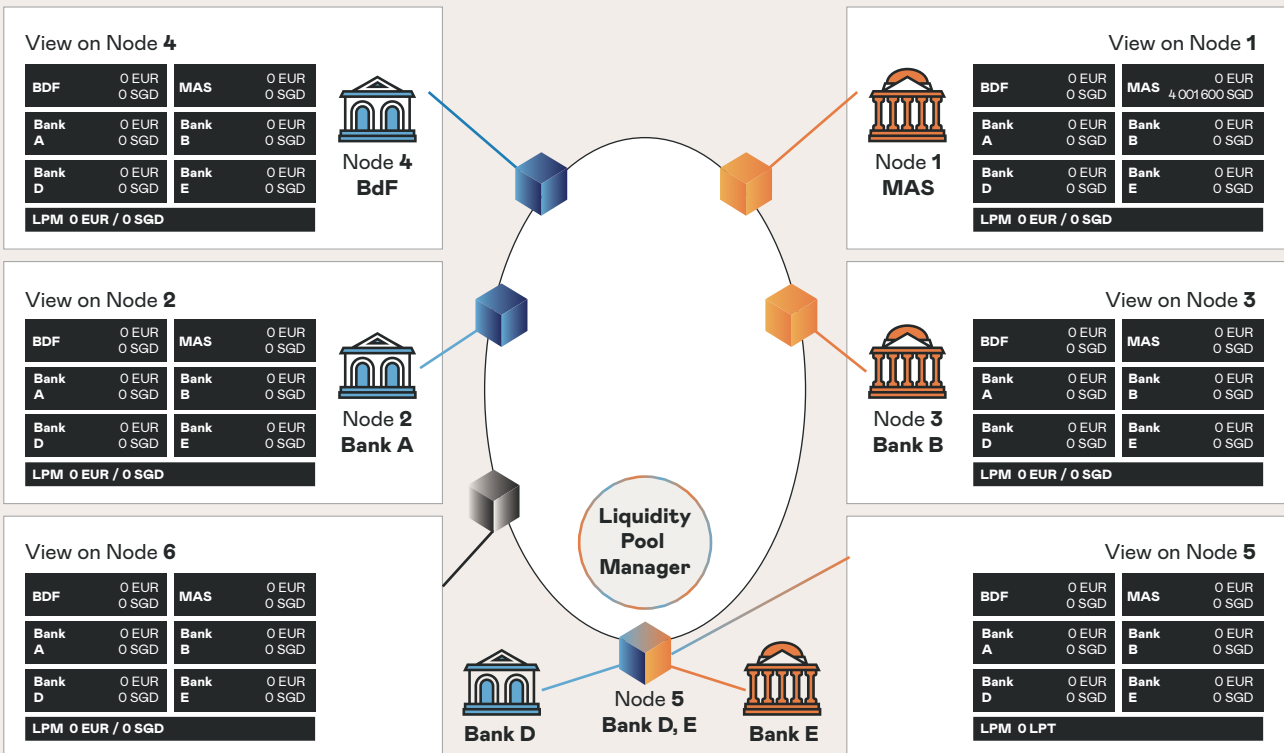 View on Node 4
BDF 0 EUR MAS 0 EUR
0 SGD 0 SGD
Bank A 0 EUR Bank B 0 EUR
0 SGD 0 SGD
Bank D 0 EUR Bank E 0 EUR
0 SGD 0 SGD
LPM 0 EUR / 0 SGD
Node 4
BdF
View on Node 1
BDF 0 EUR MAS 0 EUR
0 SGD 4 001 600 SGD
Bank A 0 EUR Bank B 0 EUR
0 SGD 0 SGD
Bank D 0 EUR Bank E 0 EUR
0 SGD 0 SGD
LPM 0 EUR / 0 SGD
Node 1
MAS
View on Node 2
BDF 0 EUR MAS 0 EUR
0 SGD 0 SGD
Bank A 0 EUR Bank B 0 EUR
0 SGD 0 SGD
Bank D 0 EUR Bank E 0 EUR
0 SGD 0 SGD
LPM 0 EUR / 0 SGD
Node 2
Bank A
View on Node 3
BDF 0 EUR MAS 0 EUR
0 SGD 0 SGD
Bank A 0 EUR Bank B 0 EUR
0 SGD 0 SGD
Bank D 0 EUR Bank E 0 EUR
0 SGD 0 SGD
LPM 0 EUR / 0 SGD
Node 3
Bank B
View on Node 6
BDF 0 EUR MAS 0 EUR
0 SGD 0 SGD
Bank A 0 EUR Bank B 0 EUR
0 SGD 0 SGD
Bank D 0 EUR Bank E 0 EUR
0 SGD 0 SGD
LPM 0 EUR / 0 SGD
Liquidity
Pool
Manager
Bank D
Node 5
Bank D, E
Bank E
View on Node 5
BDF 0 EUR MAS 0 EUR
0 SGD 0 SGD
Bank A 0 EUR Bank B 0 EUR
0 SGD 0 SGD
Bank D 0 EUR Bank E 0 EUR
0 SGD 0 SGD
LPM 0 LPT